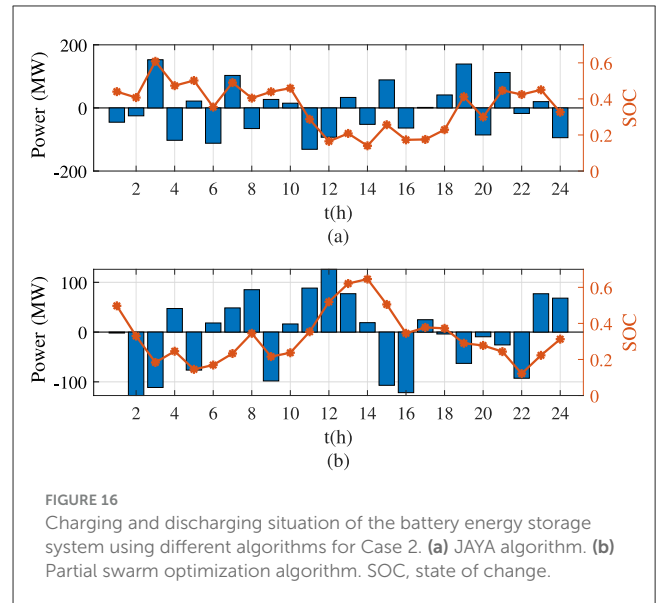 200
0
-200
Power (MW)
0.6
0.4
0.2
0
SOC
2 4 6 8 10 12 14 16 18 20 22 24
t(h)
(a)
100
0
-100
Power (MW)
0.6
0.4
0.2
0
SOC
2 4 6 8 10 12 14 16 18 20 22 24
t(h)
(b)
FIGURE 16
Charging and discharging situation of the battery energy storage
system using different algorithms for Case 2. (a) JAYA algorithm. (b)
Partial swarm optimization algorithm. SOC, state of change.